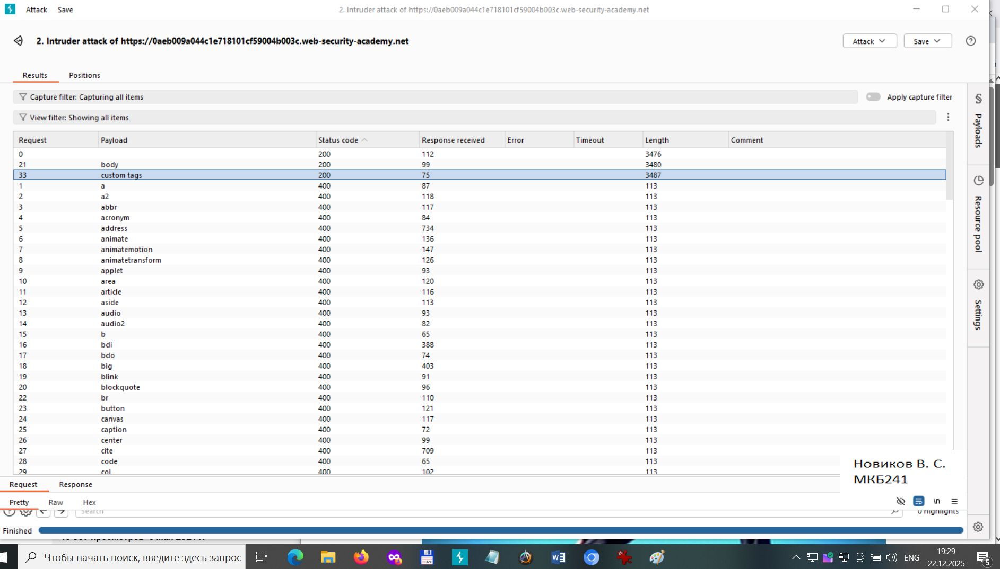 Attack Save 2. Intruder attack of https://0aeb009a044c1e718101cf59004b003c.web-security-academy.net
2. Intruder attack of https://0aeb009a044c1e718101cf59004b003c.web-security-academy.net Attack Save
Results Positions
Capture filter: Capturing all items Apply capture filter
View filter: Showing all items
Request Payload Status code Response received Error Timeout Length Comment
0 200 112 3476
21 body 200 99 3480
33 custom tags 200 75 3487
1 a 400 87 113
2 a2 400 118 113
3 abbr 400 117 113
4 acronym 400 84 113
5 address 400 734 113
6 animate 400 136 113
7 animatemotion 400 147 113
8 animatetransform 400 126 113
9 applet 400 93 113
10 area 400 120 113
11 article 400 116 113
12 aside 400 113 113
13 audio 400 93 113
14 audio2 400 82 113
15 b 400 65 113
16 bdi 400 388 113
17 bdo 400 74 113
18 big 400 403 113
19 blink 400 91 113
20 blockquote 400 96 113
22 br 400 110 113
23 button 400 121 113
24 canvas 400 117 113
25 caption 400 72 113
26 center 400 99 113
27 cite 400 709 113
28 code 400 65 113
29 col 400 102 113
Payloads
Resource pool
Settings
Новиков В. С.
МКБ241
Request Response
Pretty Raw Hex \n
Search 0 highlights
Finished
Чтобы начать поиск, введите здесь запрос
ENG
19:29
22.12.2025
5